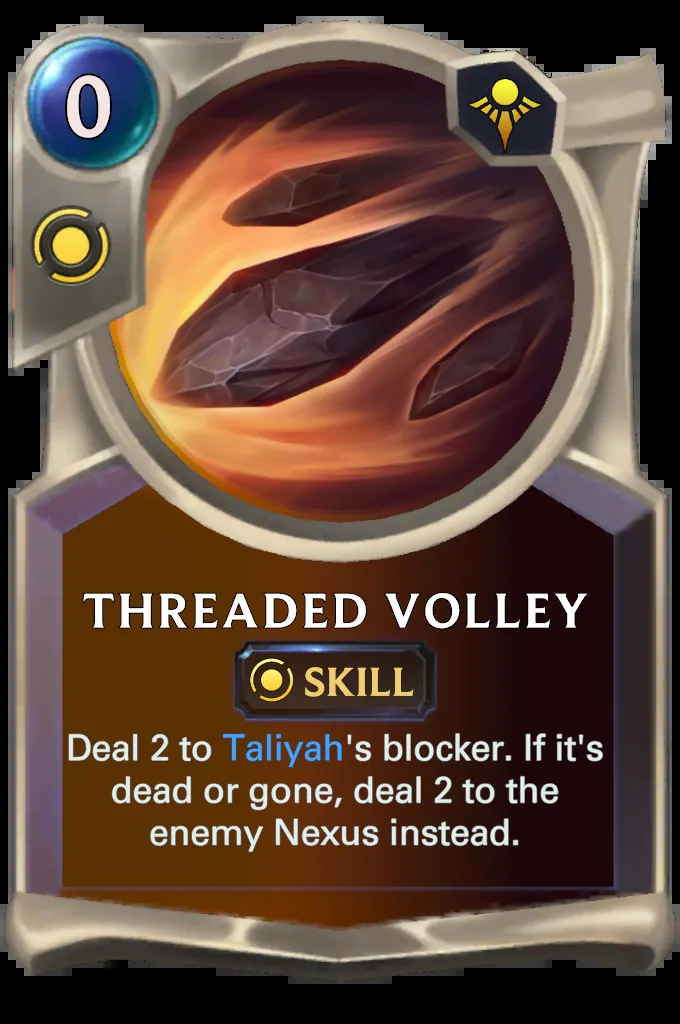 0
THREADED VOLLEY
SKILL
Deal 2 to Taliyah's blocker. If it's
dead or gone, deal 2 to the
enemy Nexus instead.